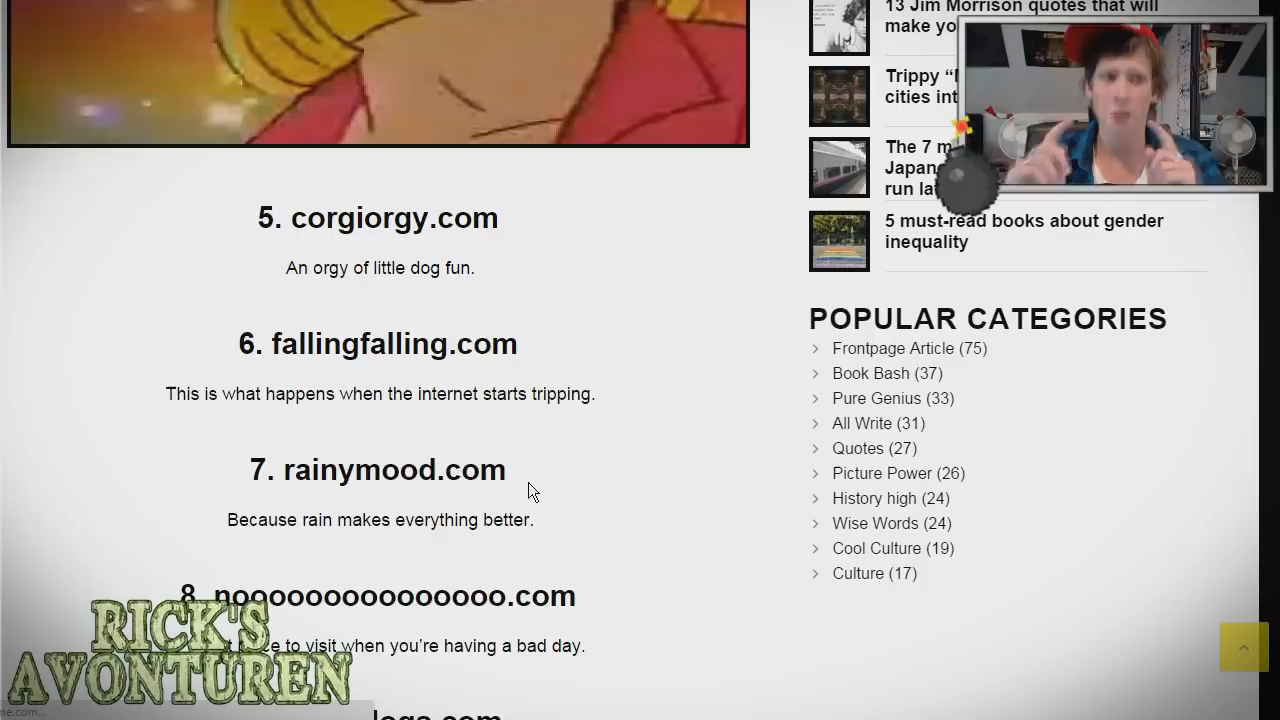 13 Jim Morrison quotes that will
make yo
Trippy “
cities int
The 7 m
Japan
run la
5 must-read books about gender
inequality
5. corgiorgy.com
An orgy of little dog fun.
6. fallingfalling.com
This is what happens when the internet starts tripping.
7. rainymood.com
Because rain makes everything better.
8. nooooooooooooooo.com
to visit when you’re having a bad day.
POPULAR CATEGORIES
Frontpage Article (75)
Book Bash (37)
Pure Genius (33)
All Write (31)
Quotes (27)
Picture Power (26)
History high (24)
Wise Words (24)
Cool Culture (19)
Culture (17)
RICK'S
AVONTUREN